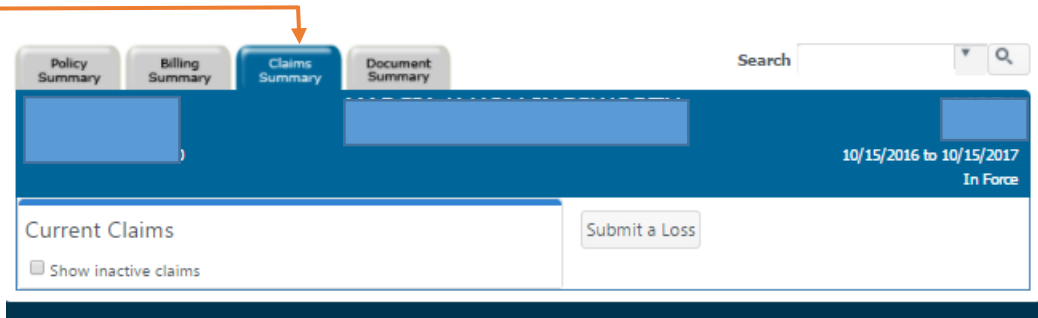 Policy Summary
Billing Summary
Claims Summary
Document Summary
Search
10/15/2016 to 10/15/2017
In Force
Current Claims
Submit a Loss
Show inactive claims